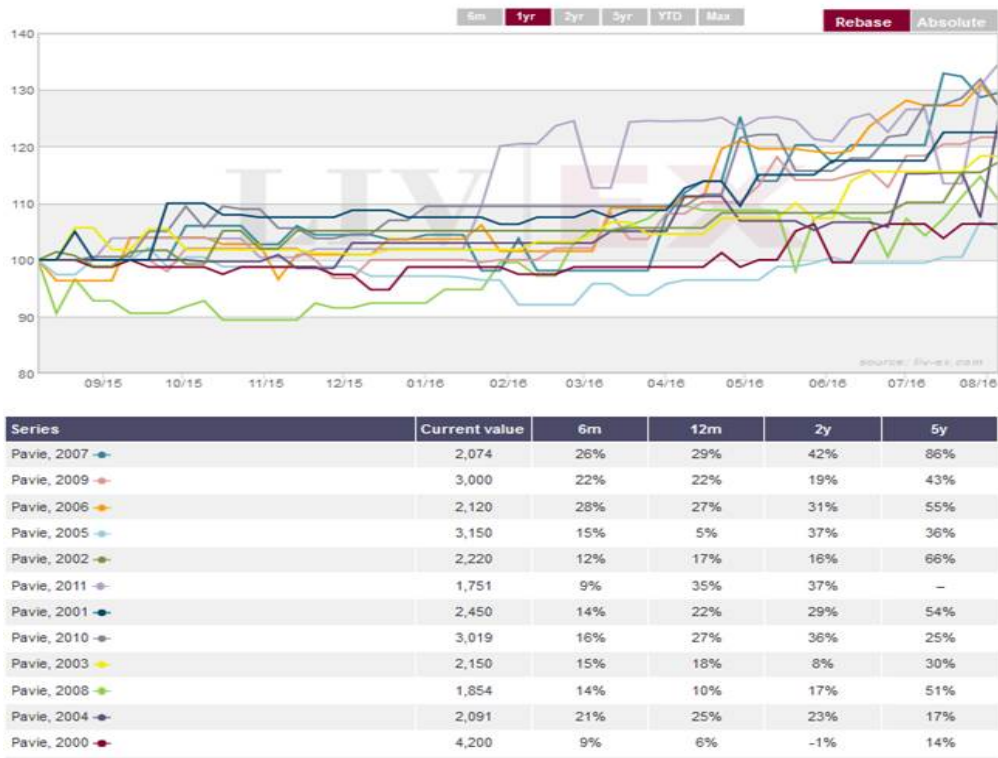 6m 1yr 2yr 5yr YTD Max Rebase Absolute
140
130
120
110
100
90
80
LIV EX
source: liv-ex.com
09/15 10/15 11/15 12/15 01/16 02/16 03/16 04/16 05/16 06/16 07/16 08/16
Series Current value 6m 12m 2y 5y
Pavie, 2007 2,074 26% 29% 42% 86%
Pavie, 2009 3,000 22% 22% 19% 43%
Pavie, 2006 2,120 28% 27% 31% 55%
Pavie, 2005 3,150 15% 5% 37% 36%
Pavie, 2002 2,220 12% 17% 16% 66%
Pavie, 2011 1,751 9% 35% 37% –
Pavie, 2001 2,450 14% 22% 29% 54%
Pavie, 2010 3,019 16% 27% 36% 25%
Pavie, 2003 2,150 15% 18% 8% 30%
Pavie, 2008 1,854 14% 10% 17% 51%
Pavie, 2004 2,091 21% 25% 23% 17%
Pavie, 2000 4,200 9% 6% -1% 14%